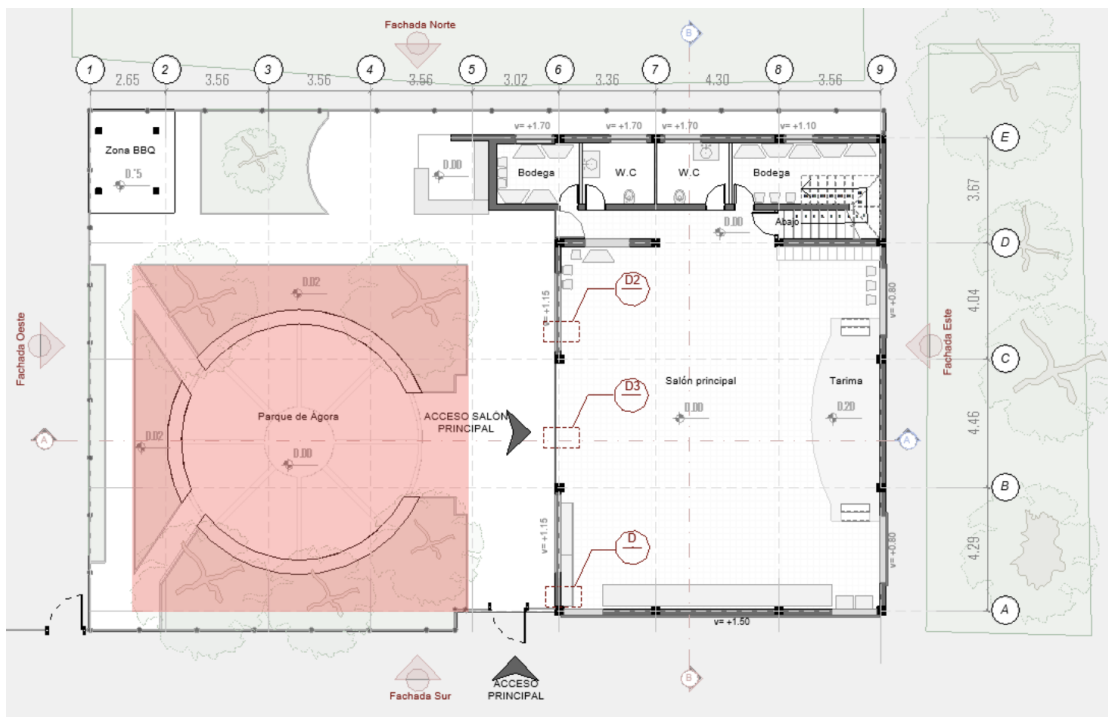 Fachada Norte
B
1
2
3
4
5
6
7
8
9
2.65
3.56
3.56
3.56
3.02
3.36
4.30
3.56
v= +1.70
v= +1.70
v= +1.70
v= +1.10
E
Zona BBQ
0.00
Bodega
W.C
W.C
Bodega
3.67
Abajo
0.00
D
0.02
D2
4.04
v= +1.15
v= +0.80
Fachada Oeste
Fachada Este
C
D3
Salón principal
Tarima
Parque de Ágora
ACCESO SALÓN
PRINCIPAL
0.00
0.20
4.46
A
0.02
A
0.00
B
v= +1.15
D
v= +0.80
4.29
A
v= +1.50
Fachada Sur
ACCESO
PRINCIPAL
B